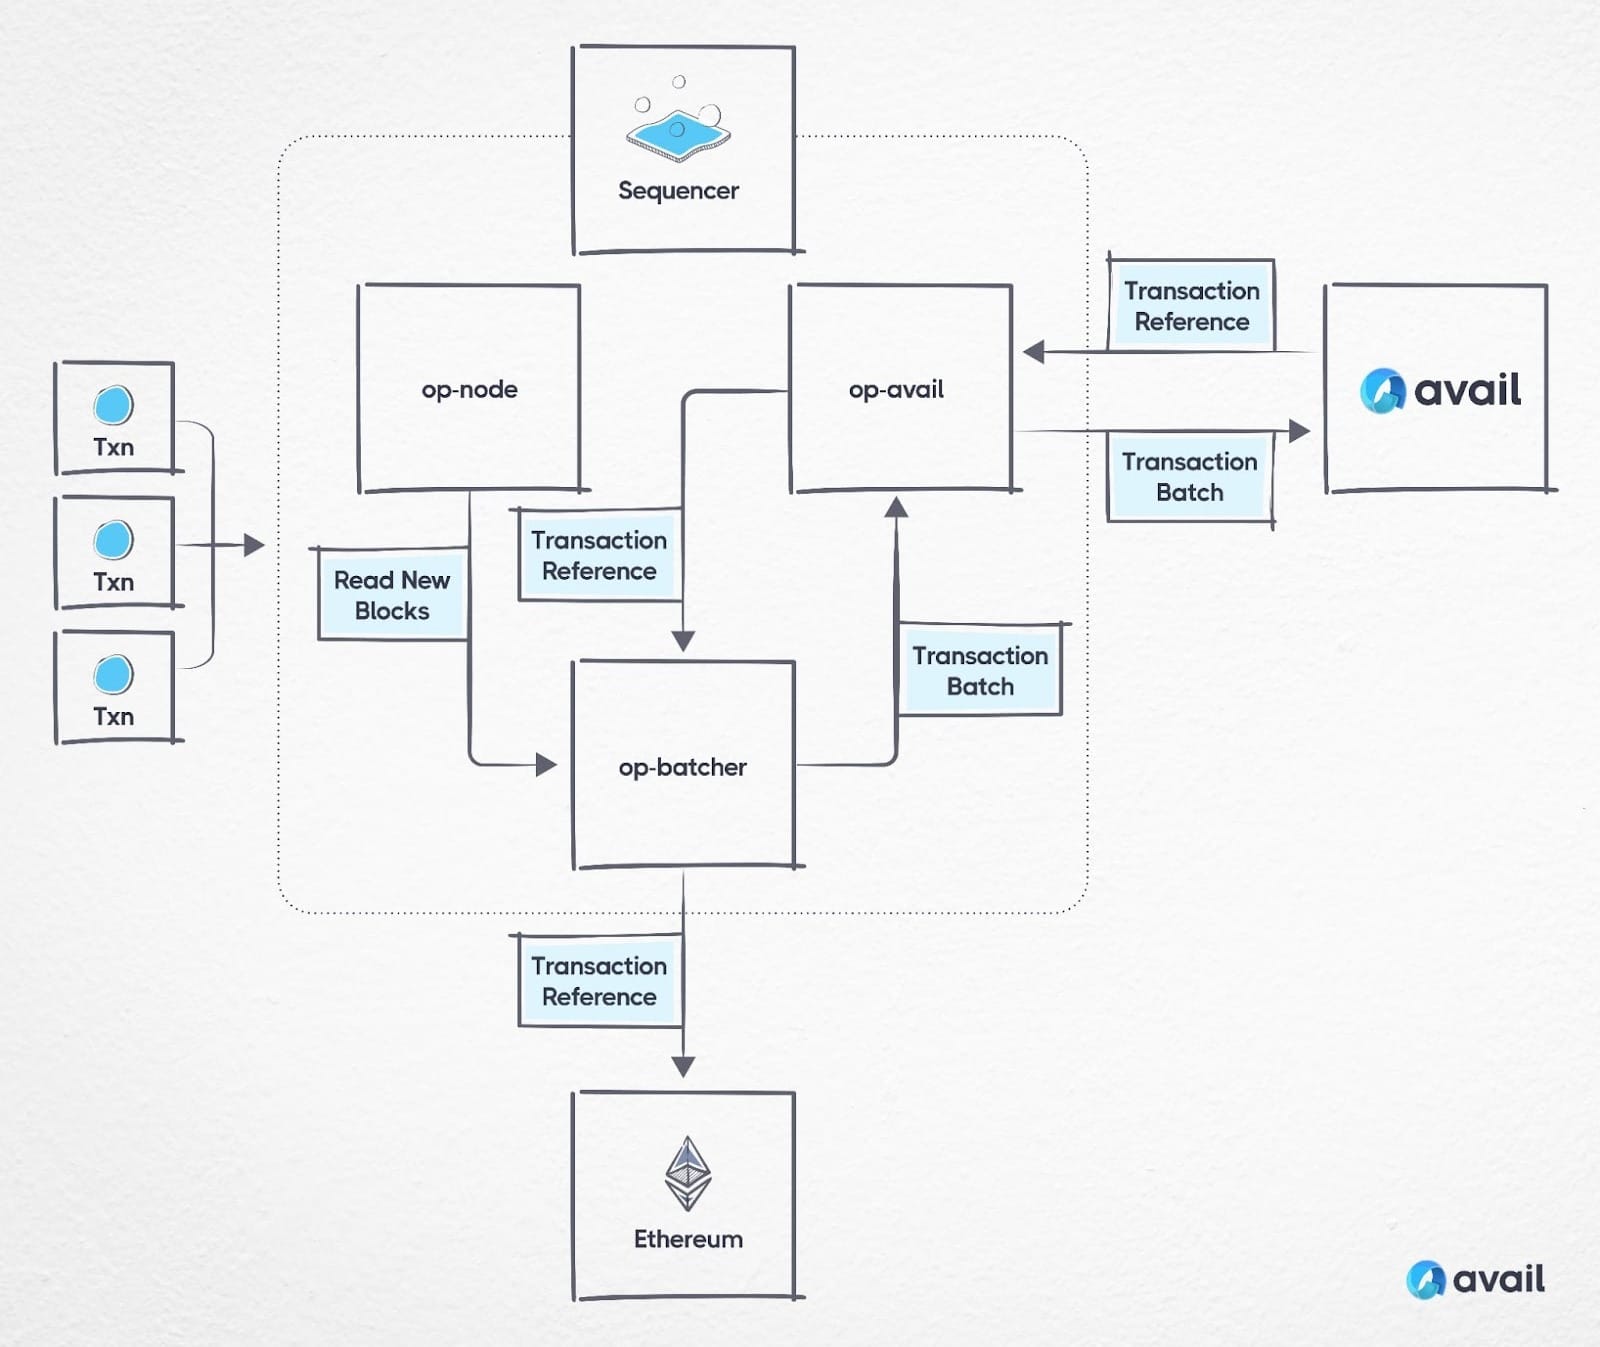 Sequencer
Transaction
Reference
op-node
op-avail
avail
Txn
Transaction
Batch
Transaction
Reference
Txn
Read New
Blocks
Transaction
Batch
Txn
op-batcher
Transaction
Reference
Ethereum
avail